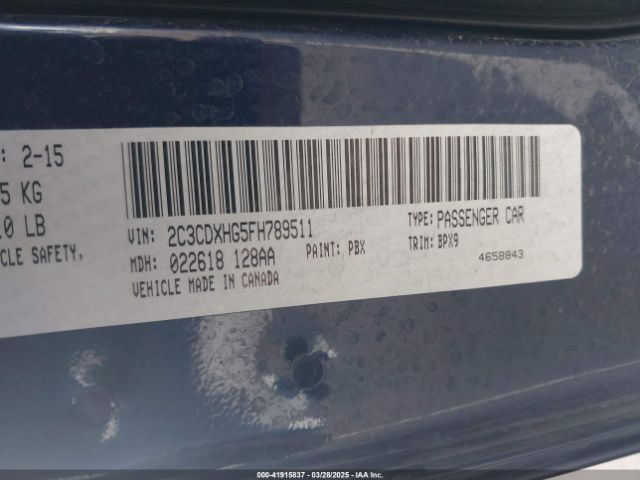 : 2-15
5 KG
0 LB
CLE SAFETY,
VIN: 2C3CDXHG5FH789511
TYPE: PASSENGER CAR
MDH: 022618 128AA
PAINT: PBX
TRIM: BPX9
VEHICLE MADE IN CANADA
4658843
000-41915837 - 03/28/2025 - IAA Inc.